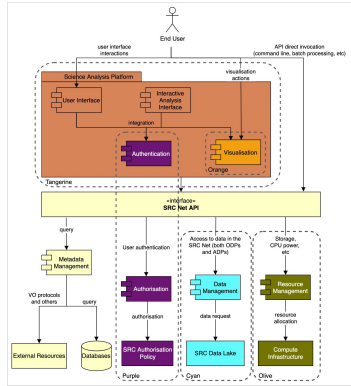 End User
user interface
interactions
API direct invocation
(command line, batch processing, etc)
visualisation
actions
Science Analysis Platform
User Interface
Interactive
Analysis
Interface
integration
Authentication
Visualisation
Orange
Tangerine
«interface»
SRC Net API
query
User authentication
Access to data in the
SRC Net (both ODPs
and ADPs)
Storage,
CPU power,
etc
Metadata
Management
Authorisation
Data
Management
Resource
Management
VO protocols
and others
query
authorisation
data request
resource
allocation
External Resources
Databases
SRC Authorisation
Policy
SRC Data Lake
Compute
Infrastructure
Purple
Cyan
Olive